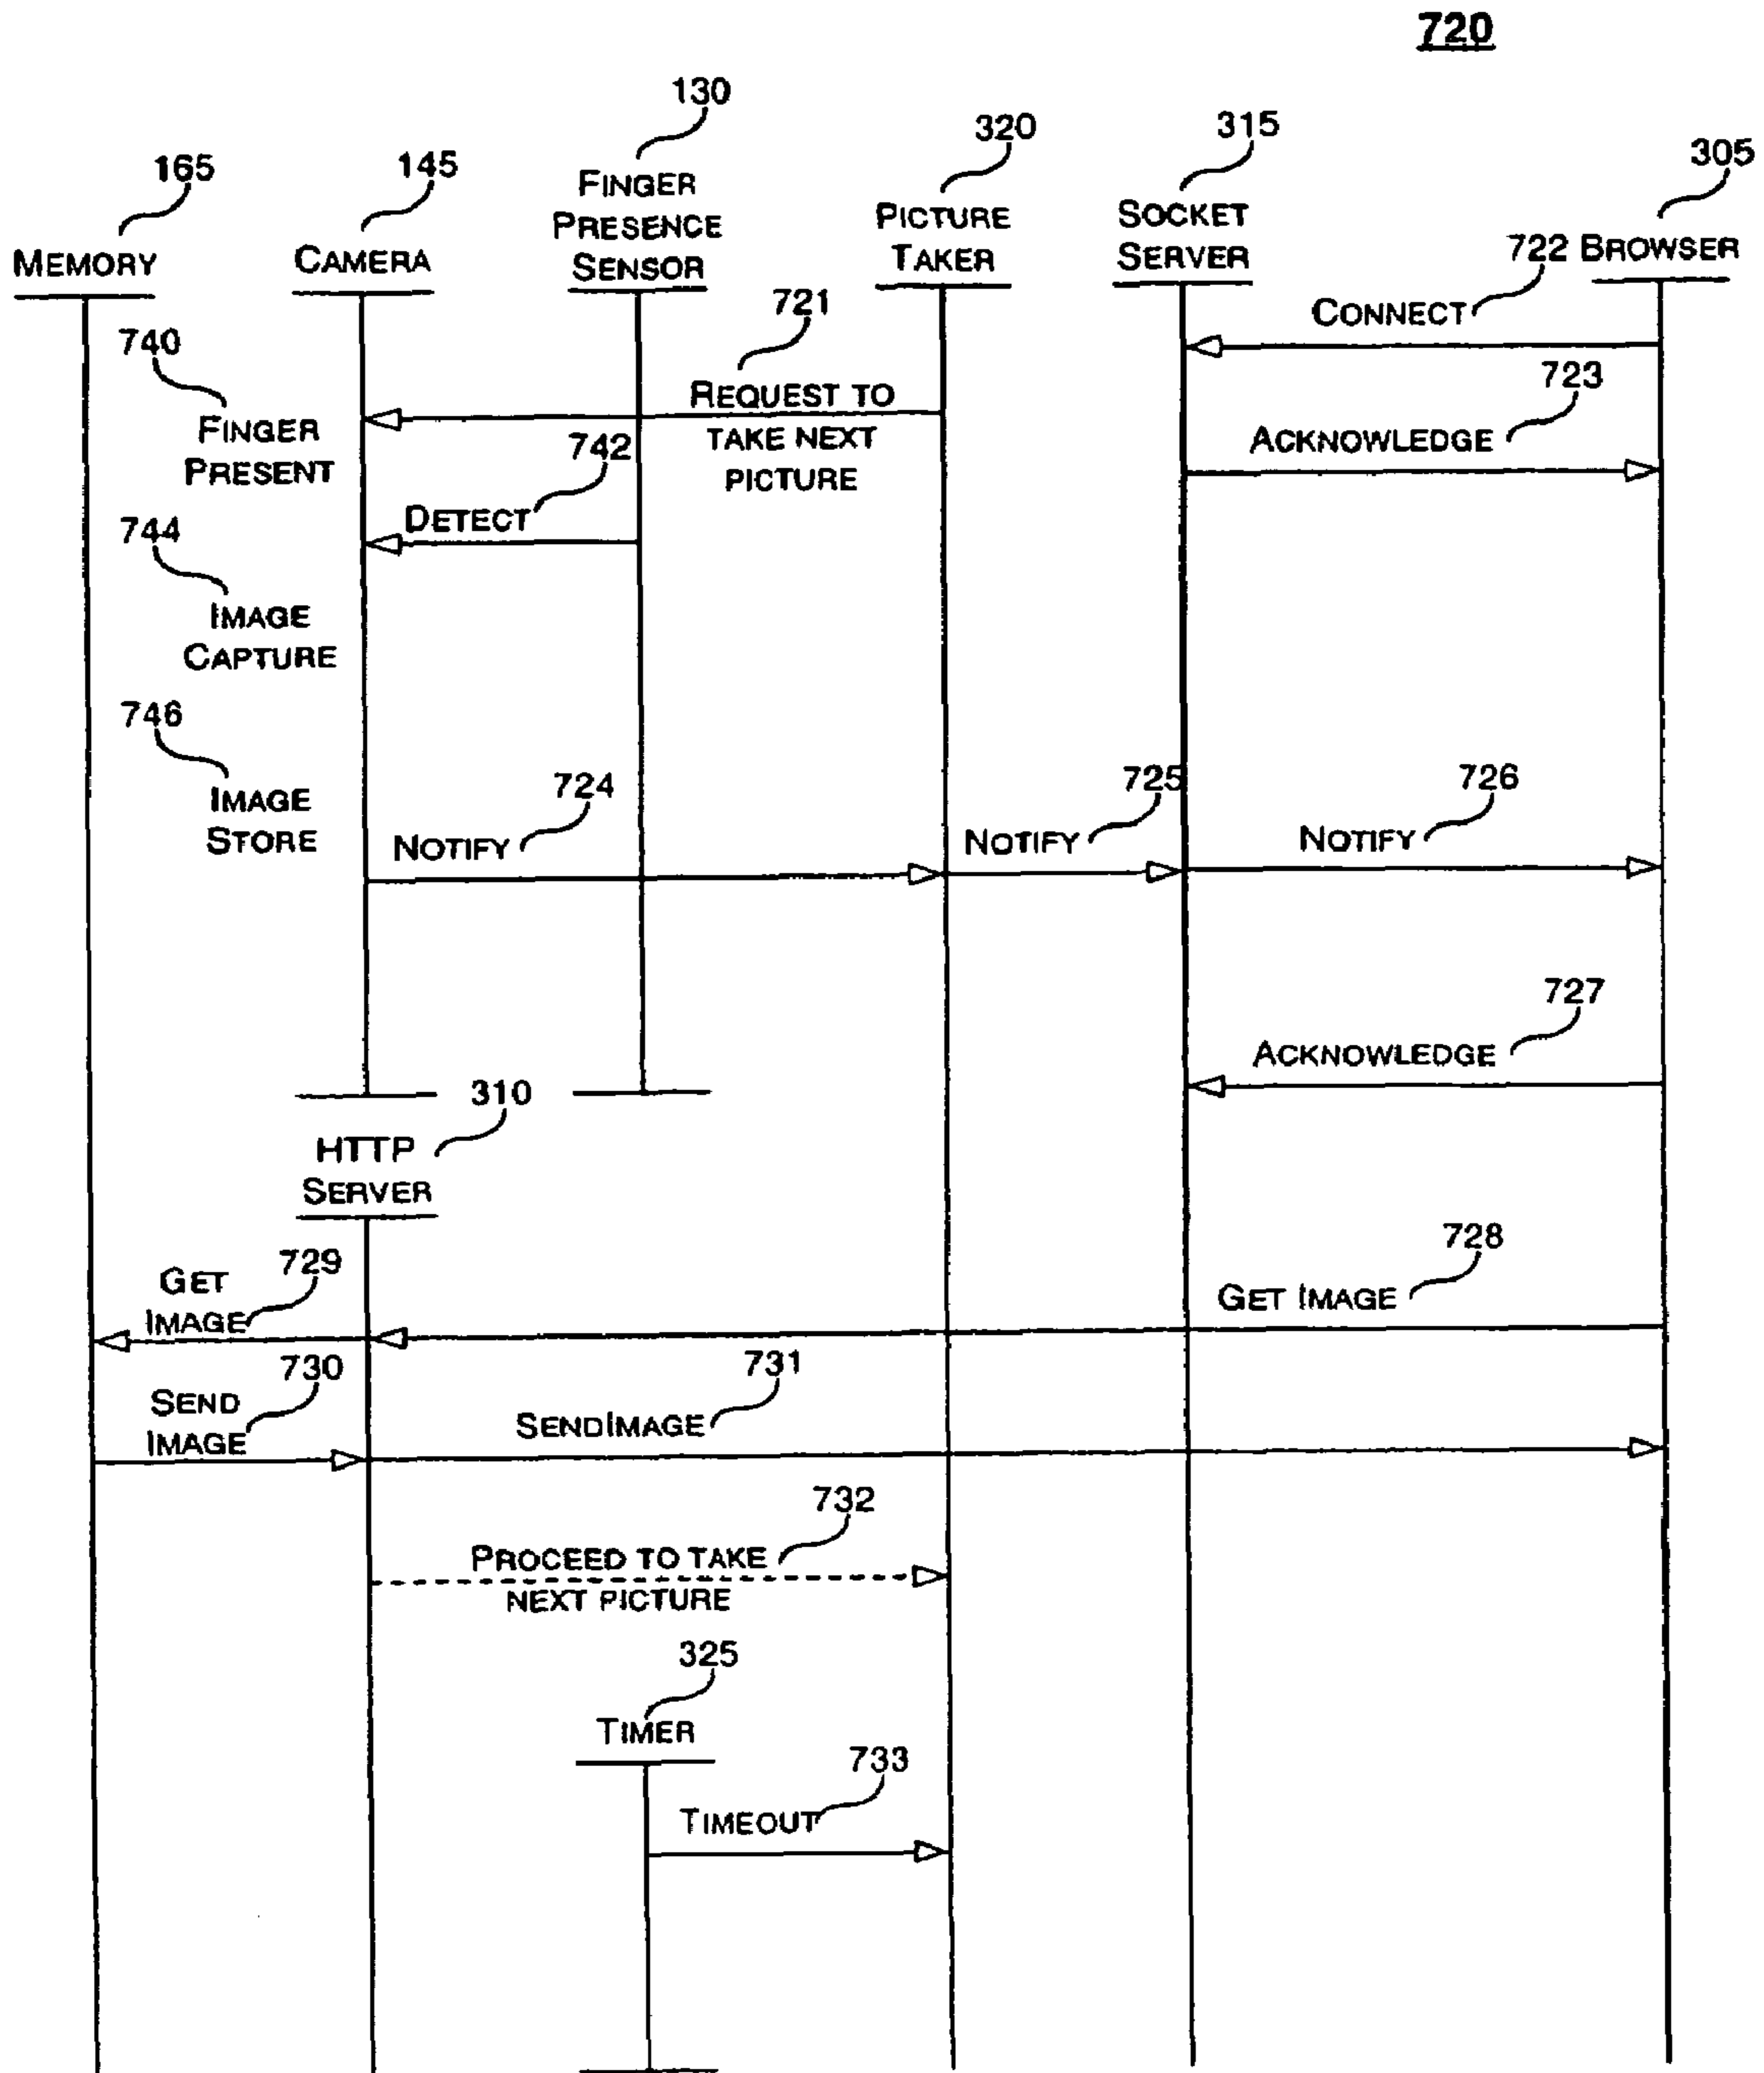 720
130
320
315
165
145
305
FINGER
PRESENCE
SENSOR
PICTURE
TAKER
SOCKET
SERVER
MEMORY
CAMERA
722 BROWSER
CONNECT
721
740
REQUEST TO
TAKE NEXT
PICTURE
723
FINGER
PRESENT
742
ACKNOWLEDGE
DETECT
744
IMAGE
CAPTURE
746
IMAGE
STORE
724
725
726
NOTIFY
NOTIFY
NOTIFY
727
ACKNOWLEDGE
310
HTTP
SERVER
728
729
GET
IMAGE
GET IMAGE
730
731
SEND
IMAGE
SENDIMAGE
732
PROCEED TO TAKE
NEXT PICTURE
325
TIMER
733
TIMEOUT